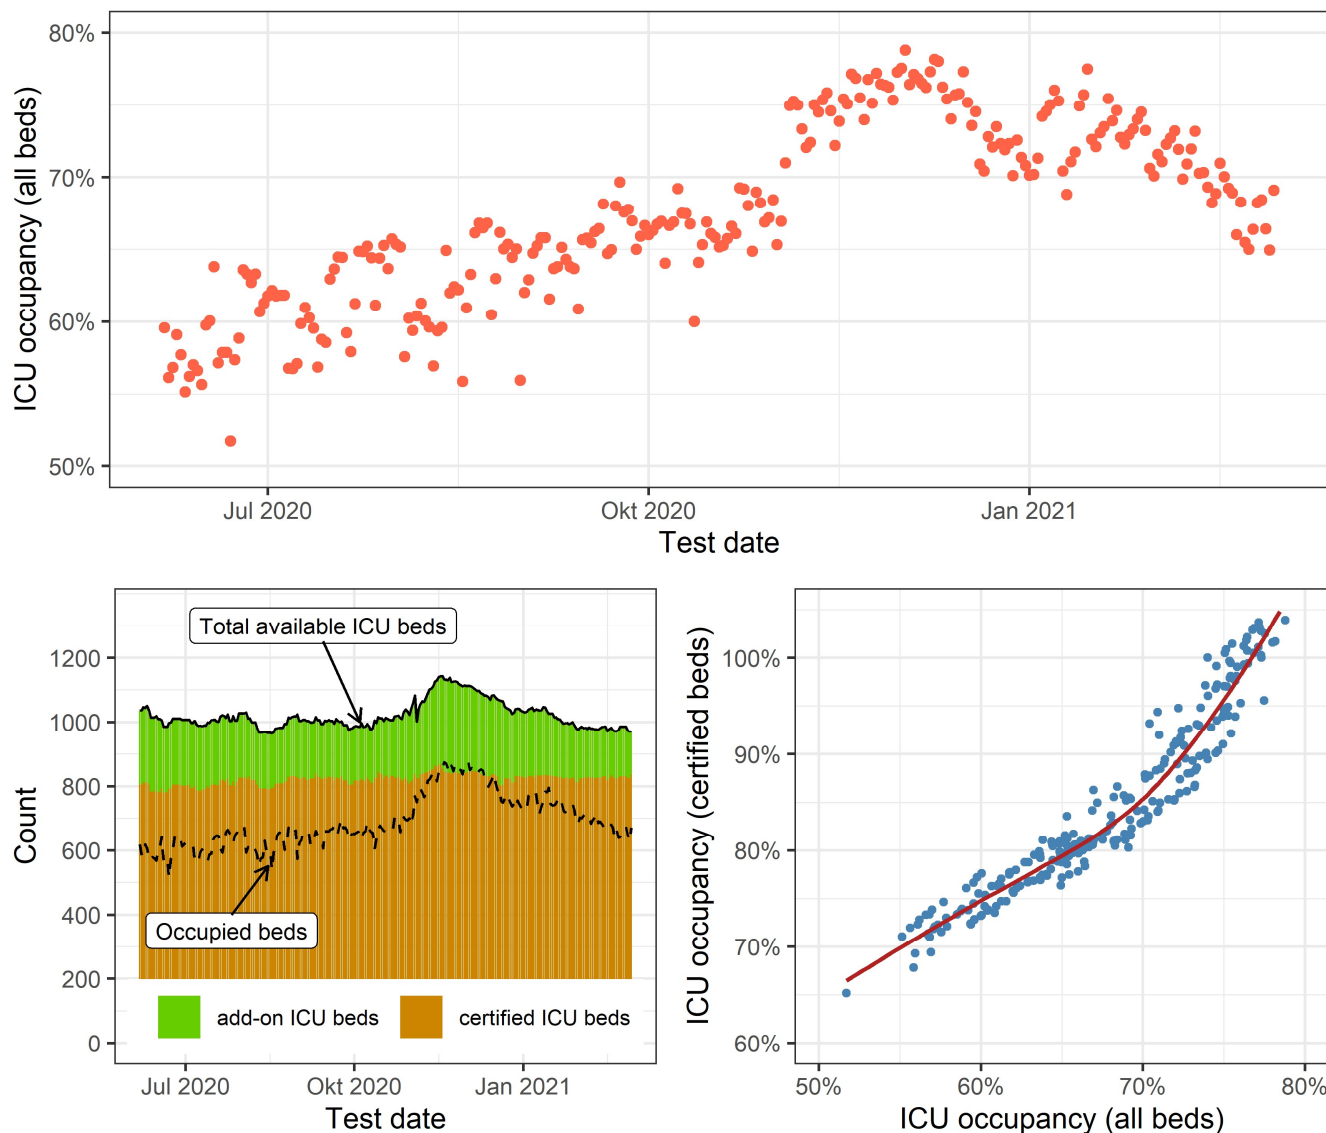 ICU occupancy (all beds)
80%
70%
60%
50%
Jul 2020
Okt 2020
Jan 2021
Test date
Count
1200
1000
800
600
400
200
0
Total available ICU beds
Occupied beds
add-on ICU beds
certified ICU beds
Jul 2020
Okt 2020
Jan 2021
Test date
ICU occupancy (certified beds)
100%
90%
80%
70%
60%
50%
60%
70%
80%
ICU occupancy (all beds)